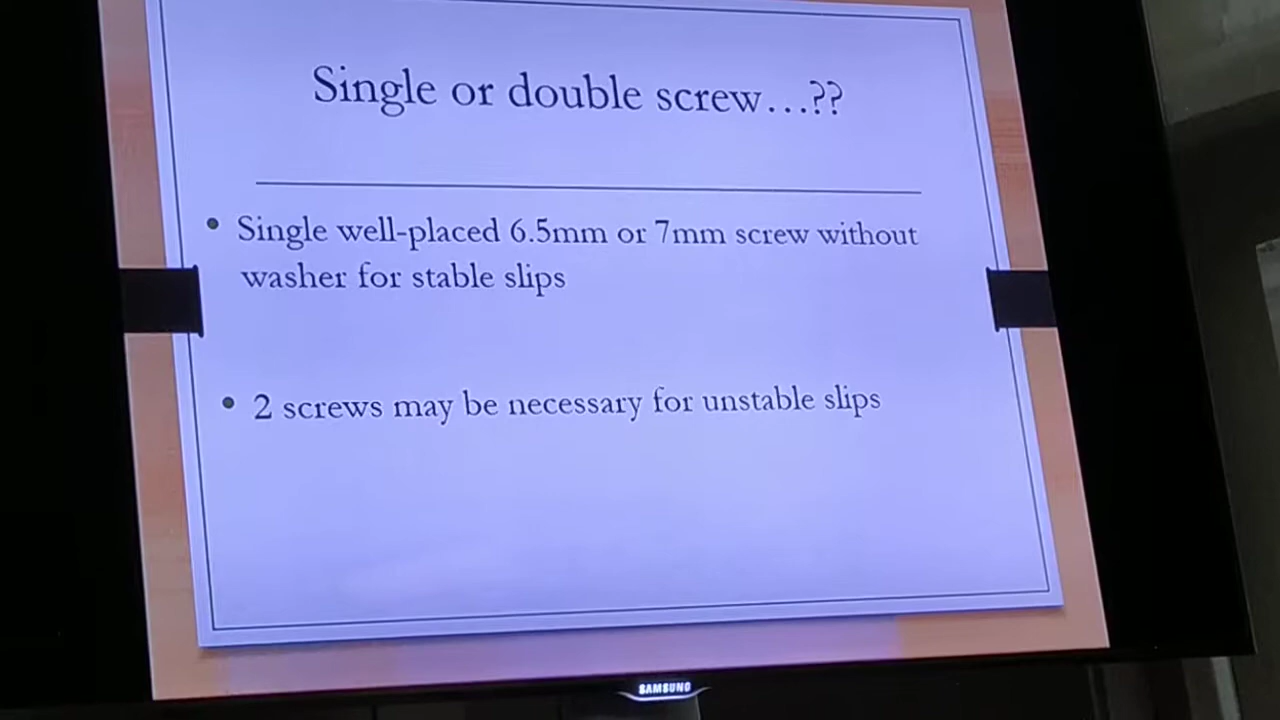 Single or double screw...??
• Single well-placed 6.5mm or 7mm screw without
washer for stable slips
• 2 screws may be necessary for unstable slips
SAMSUNG